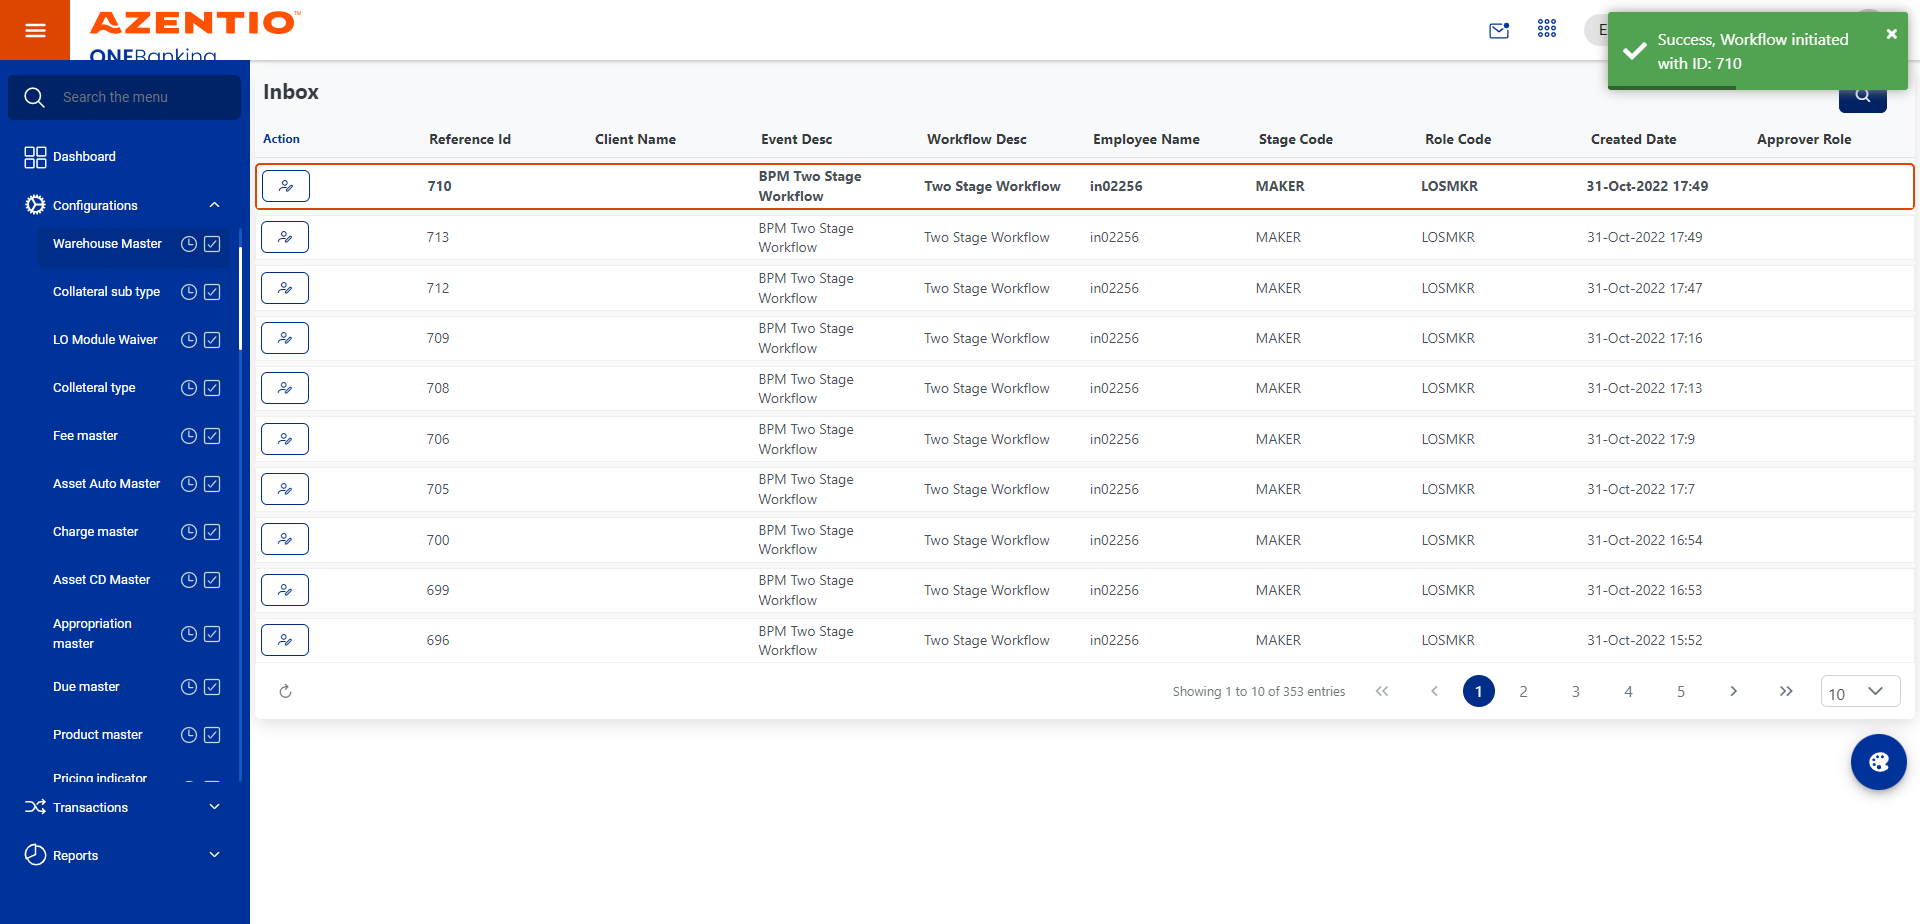 AZENTIO™
ONEBanking
E
Success, Workflow initiated
with ID: 710
Search the menu
Dashboard
Configurations
Warehouse Master
Collateral sub type
LO Module Waiver
Colleteral type
Fee master
Asset Auto Master
Charge master
Asset CD Master
Appropriation
master
Due master
Product master
Pricing indicator
Transactions
Reports
Inbox
Action Reference Id Client Name Event Desc Workflow Desc Employee Name Stage Code Role Code Created Date Approver Role
710 BPM Two Stage Workflow Two Stage Workflow in02256 MAKER LOSMKR 31-Oct-2022 17:49
713 BPM Two Stage Workflow Two Stage Workflow in02256 MAKER LOSMKR 31-Oct-2022 17:49
712 BPM Two Stage Workflow Two Stage Workflow in02256 MAKER LOSMKR 31-Oct-2022 17:47
709 BPM Two Stage Workflow Two Stage Workflow in02256 MAKER LOSMKR 31-Oct-2022 17:16
708 BPM Two Stage Workflow Two Stage Workflow in02256 MAKER LOSMKR 31-Oct-2022 17:13
706 BPM Two Stage Workflow Two Stage Workflow in02256 MAKER LOSMKR 31-Oct-2022 17:9
705 BPM Two Stage Workflow Two Stage Workflow in02256 MAKER LOSMKR 31-Oct-2022 17:7
700 BPM Two Stage Workflow Two Stage Workflow in02256 MAKER LOSMKR 31-Oct-2022 16:54
699 BPM Two Stage Workflow Two Stage Workflow in02256 MAKER LOSMKR 31-Oct-2022 16:53
696 BPM Two Stage Workflow Two Stage Workflow in02256 MAKER LOSMKR 31-Oct-2022 15:52
Showing 1 to 10 of 353 entries 1 2 3 4 5 10